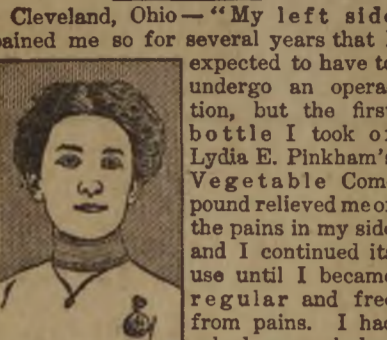 Cleveland, Ohio — "My left side
pained me so for several years that I
expected to have to
undergo an opera-
tion, but the first
bottle I took of
Lydia E. Pinkham's
Vegetable Com-
pound relieved me of
the pains in my side
and I continued its
use until I became
regular and free
from pains. I had